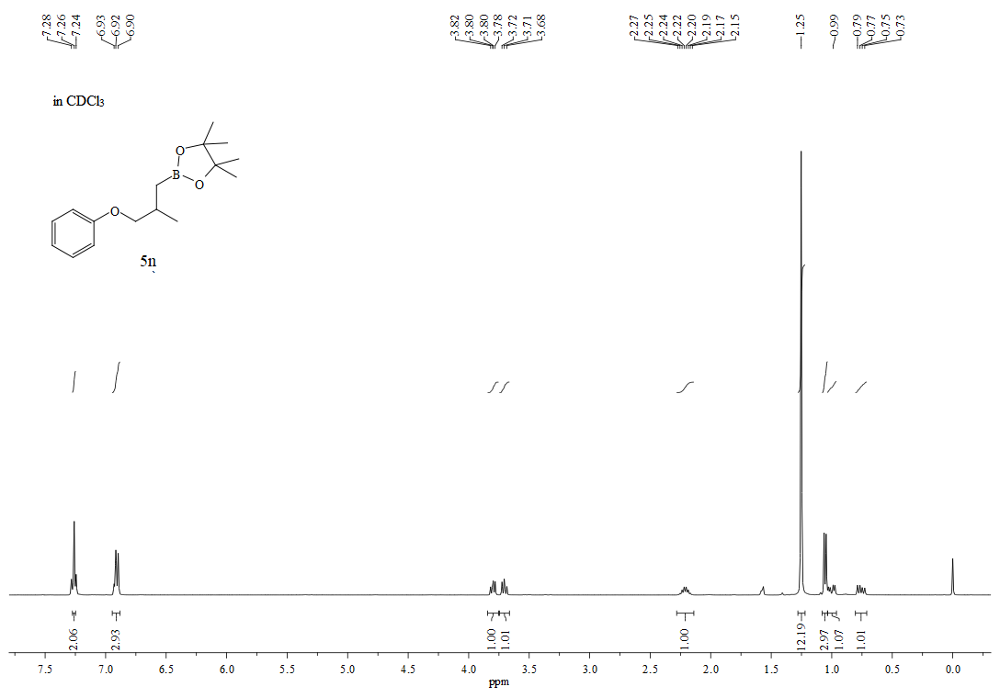 7.28 7.26 7.24 6.93 6.92 6.90 3.82 3.80 3.80 3.78 3.72 3.71 3.68 2.27 2.25 2.24 2.22 2.20 2.19 2.17 2.15 1.25 0.99 0.79 0.77 0.75 0.73
in CDCl3
O
B
O
O
5n
2.06 2.93 1.00 1.01 1.00 12.19 2.97 1.07 1.01
7.5 7.0 6.5 6.0 5.5 5.0 4.5 4.0 3.5 3.0 2.5 2.0 1.5 1.0 0.5 0.0
ppm